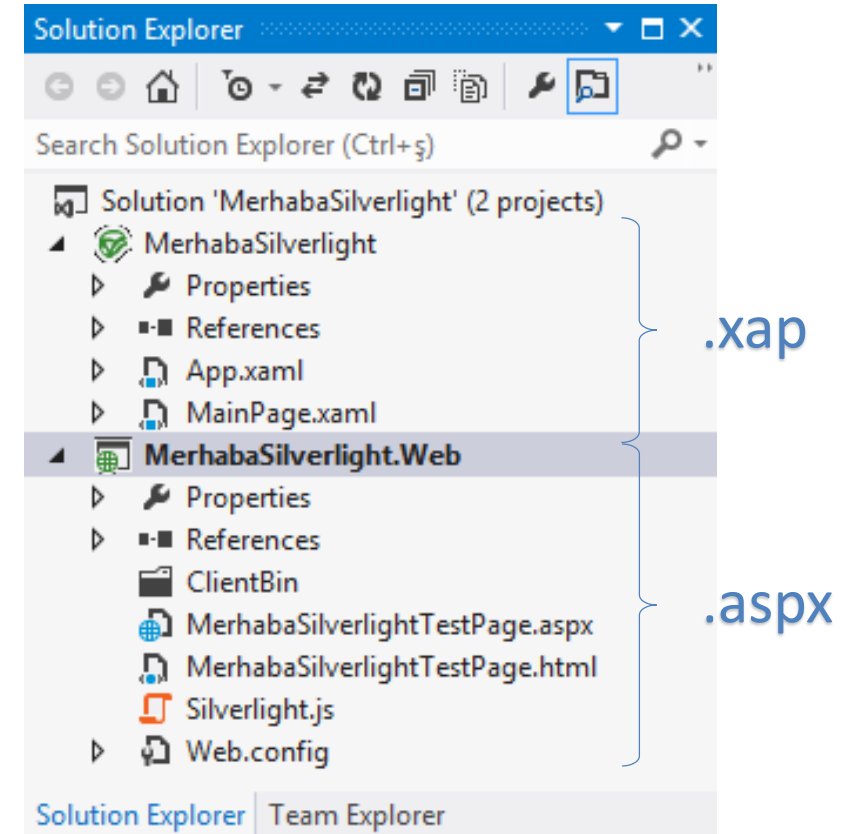 Solution Explorer
Search Solution Explorer (Ctrl+ş)
Solution 'MerhabaSilverlight' (2 projects)
MerhabaSilverlight
Properties
References
App.xaml
MainPage.xaml
.xap
MerhabaSilverlight.Web
Properties
References
ClientBin
MerhabaSilverlightTestPage.aspx
MerhabaSilverlightTestPage.html
Silverlight.js
Web.config
.aspx
Solution Explorer Team Explorer